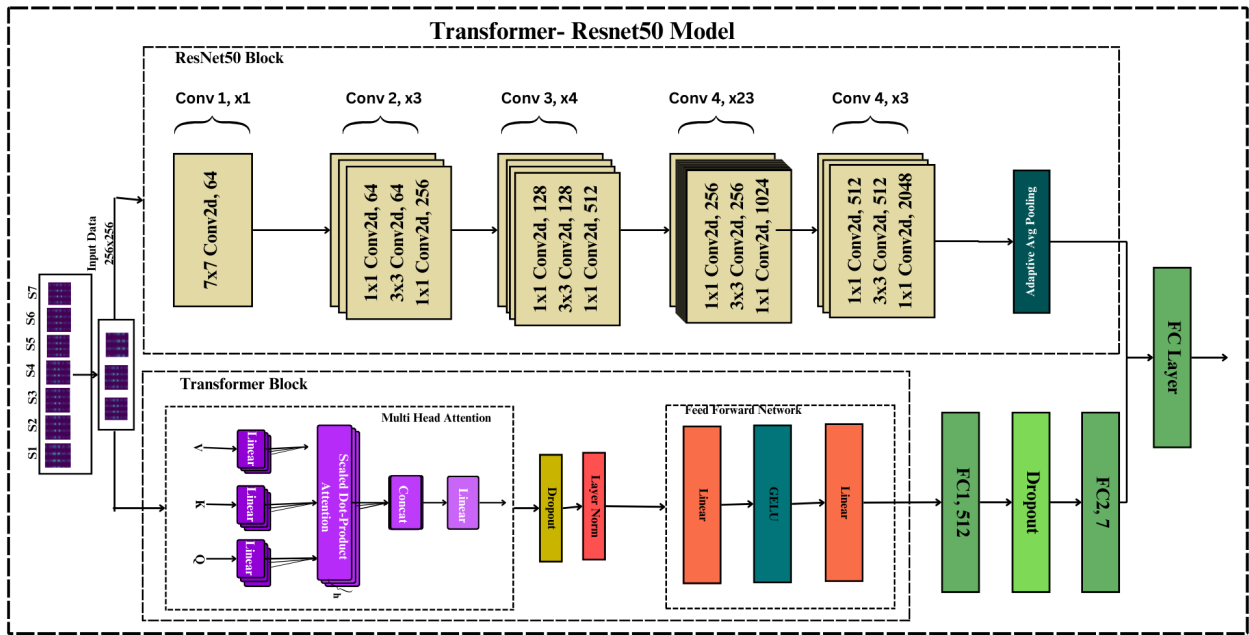 Transformer- Resnet50 Model
ResNet50 Block
Conv 1, x1
Conv 2, x3
Conv 3, x4
Conv 4, x23
Conv 4, x3
7x7 Conv2d, 64
1x1 Conv2d, 64
3x3 Conv2d, 64
1x1 Conv2d, 256
1x1 Conv2d, 128
3x3 Conv2d, 128
1x1 Conv2d, 512
1x1 Conv2d, 256
3x3 Conv2d, 256
1x1 Conv2d, 1024
1x1 Conv2d, 512
3x3 Conv2d, 512
1x1 Conv2d, 2048
Adaptive Avg Pooling
Input Data
256x256
S7
S6
S5
S4
S3
S2
S1
FC Layer
Transformer Block
Multi Head Attention
V
K
Q
Linear
Linear
Linear
Scaled Dot-Product
Attention
h
Concat
Linear
Dropout
Layer Norm
Feed Forward Network
Linear
GELU
Linear
FC1, 512
Dropout
FC2, 7